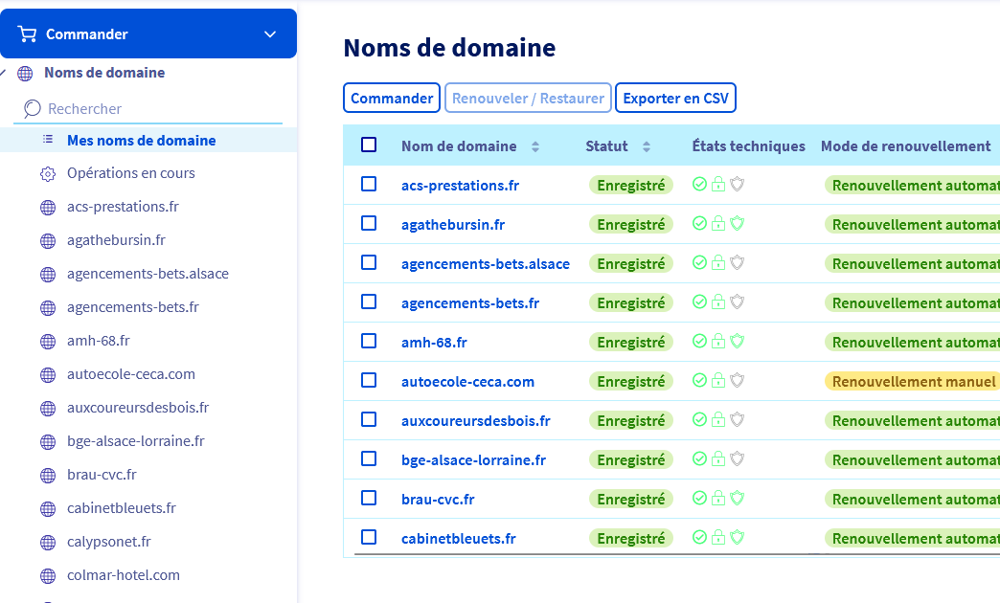 Commander
Noms de domaine
Rechercher
Mes noms de domaine
Opérations en cours
acs-prestations.fr
agathebursin.fr
agencements-bets.alsace
agencements-bets.fr
amh-68.fr
autoecole-ceca.com
auxcoureursdesbois.fr
bge-alsace-lorraine.fr
brau-cvc.fr
cabinetbleuets.fr
calypsonet.fr
colmar-hotel.com
Noms de domaine
Commander Renouveler / Restaurer Exporter en CSV
Nom de domaine Statut États techniques Mode de renouvellement
acs-prestations.fr Enregistré Renouvellement automat
agathebursin.fr Enregistré Renouvellement automat
agencements-bets.alsace Enregistré Renouvellement automat
agencements-bets.fr Enregistré Renouvellement automat
amh-68.fr Enregistré Renouvellement automat
autoecole-ceca.com Enregistré Renouvellement manuel
auxcoureursdesbois.fr Enregistré Renouvellement automat
bge-alsace-lorraine.fr Enregistré Renouvellement automat
brau-cvc.fr Enregistré Renouvellement automat
cabinetbleuets.fr Enregistré Renouvellement automat